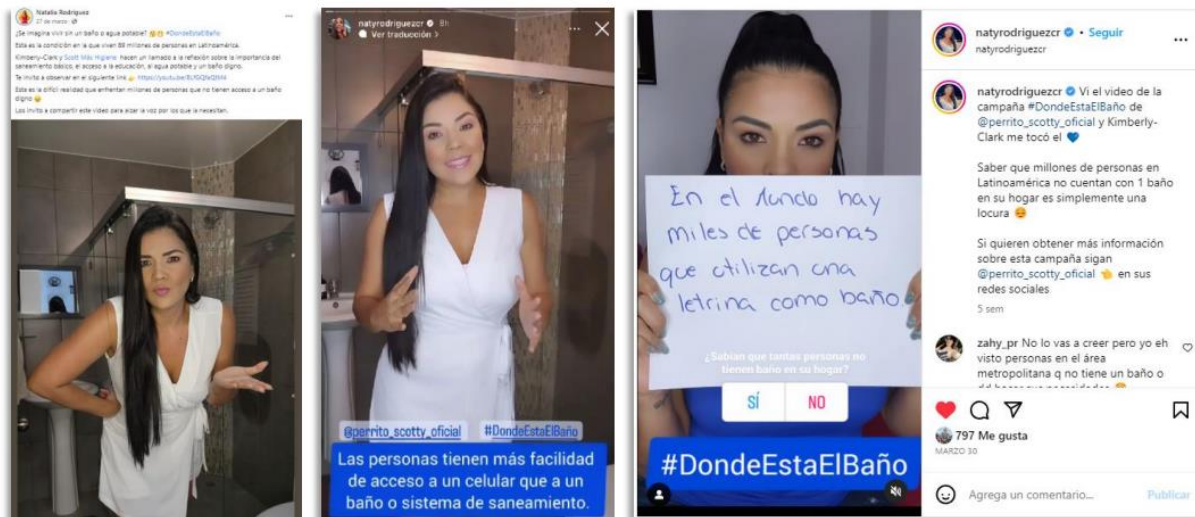 Natalia Rodriguez
27 de marzo
¿Se imagina vivir sin un baño o agua potable? #DondeEstaElBaño
Esta es la condición en la que viven 88 millones de personas en Latinoamérica.
Kimberly-Clark y Scott Más Higiene hacen un llamado a la reflexión sobre la importancia del
saneamiento básico, el acceso a la educación, al agua potable y un baño digno.
Te invito a observar en el siguiente link
Esta es la difícil realidad que enfrentan millones de personas que no tienen acceso a un baño
digno
Los invito a compartir este video para alzar la voz por los que la necesitan.
natyrodriguezcr 8h
Ver traducción >
@perrito_scotty_oficial #DondeEstaElBaño
Las personas tienen más facilidad
de acceso a un celular que a un
baño o sistema de saneamiento.
En el Mundo hay
miles de personas
que utilizan una
letrina como baño.
¿Sabían que tantas personas no
tienen baño en su hogar?
SÍ NO
#DondeEstaElBaño
natyrodriguezcr • Seguir
natyrodriguezcr
natyrodriguezcr Vi el video de la
campaña #DondeEstaElBaño de
@perrito_scotty_oficial y Kimberly-
Clark me tocó el 💙
Saber que millones de personas en
Latinoamérica no cuentan con 1 baño
en su hogar es simplemente una
locura
Si quieren obtener más información
sobre esta campaña sigan
@perrito_scotty_oficial 👈 en sus
redes sociales
5 sem
zahy_pr No lo vas a creer pero yo eh
visto personas en el área
metropolitana q no tiene un baño o
797 Me gusta
MARZO 30
Agrega un comentario... Publicar